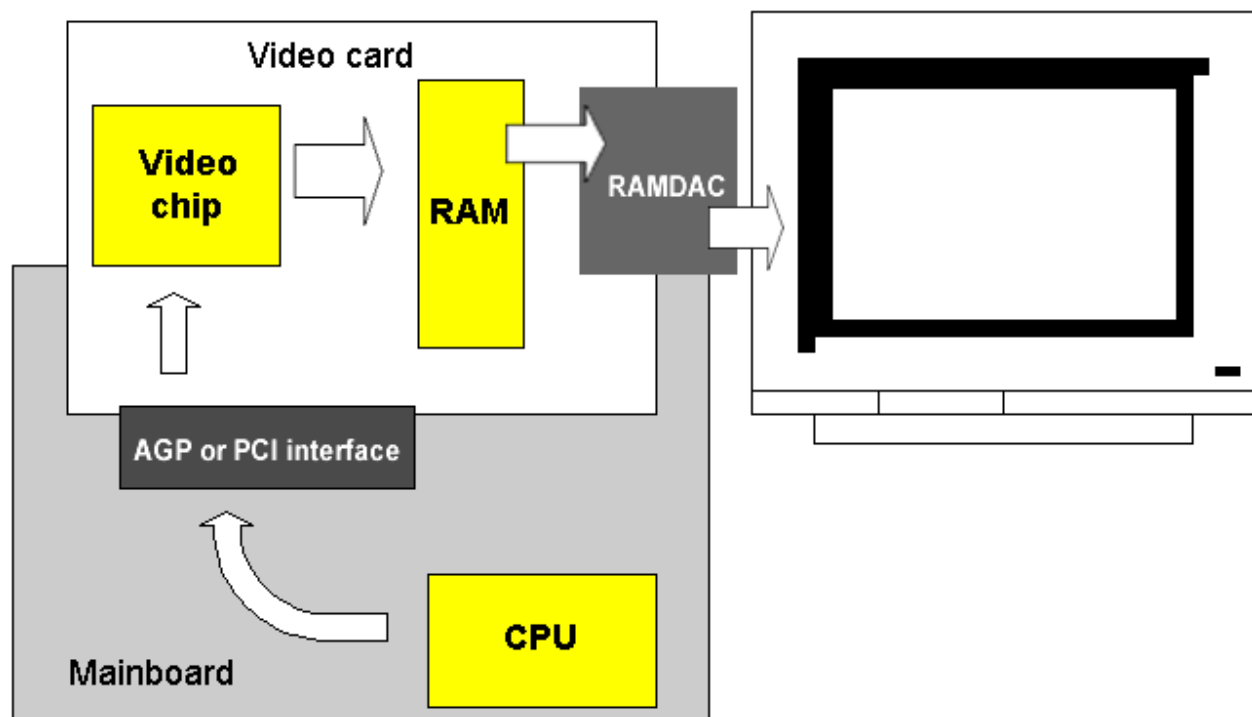 Video card
Video
chip
RAM
RAMDAC
AGP or PCI interface
CPU
Mainboard